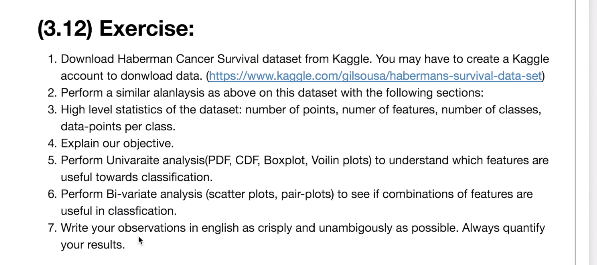 (3.12) Exercise:
1. Download Haberman Cancer Survival dataset from Kaggle. You may have to create a Kaggle
account to donwload data. (https://www.kaggle.com/gilsousa/habermans-survival-data-set)
2. Perform a similar alanlaysis as above on this dataset with the following sections:
3. High level statistics of the dataset: number of points, numer of features, number of classes,
data-points per class.
4. Explain our objective.
5. Perform Univaraite analysis(PDF, CDF, Boxplot, Voilin plots) to understand which features are
useful towards classification.
6. Perform Bi-variate analysis (scatter plots, pair-plots) to see if combinations of features are
useful in classfication.
7. Write your observations in english as crisply and unambigously as possible. Always quantify
your results.